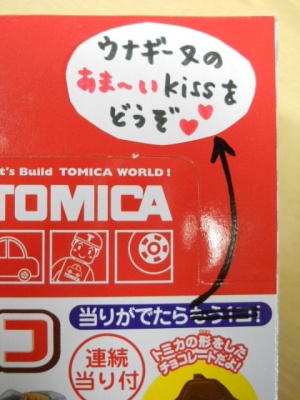 ウナギーヌの
あま〜いkissを
どうぞ
t's Build TOMICA WORLD!
TOMICA
当りがでたら
コ
連続
当り付
トミカの形をした
チョコレートだよ!